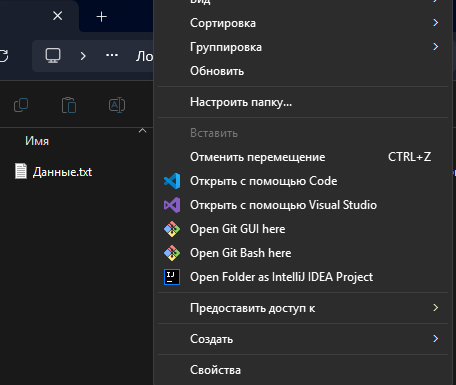 Вид
Сортировка
Группировка
Обновить
Настроить папку...
Вставить
Отменить перемещение CTRL+Z
Открыть с помощью Code
Открыть с помощью Visual Studio
Open Git GUI here
Open Git Bash here
Open Folder as IntelliJ IDEA Project
Предоставить доступ к
Создать
Свойства
Имя
Данные.txt